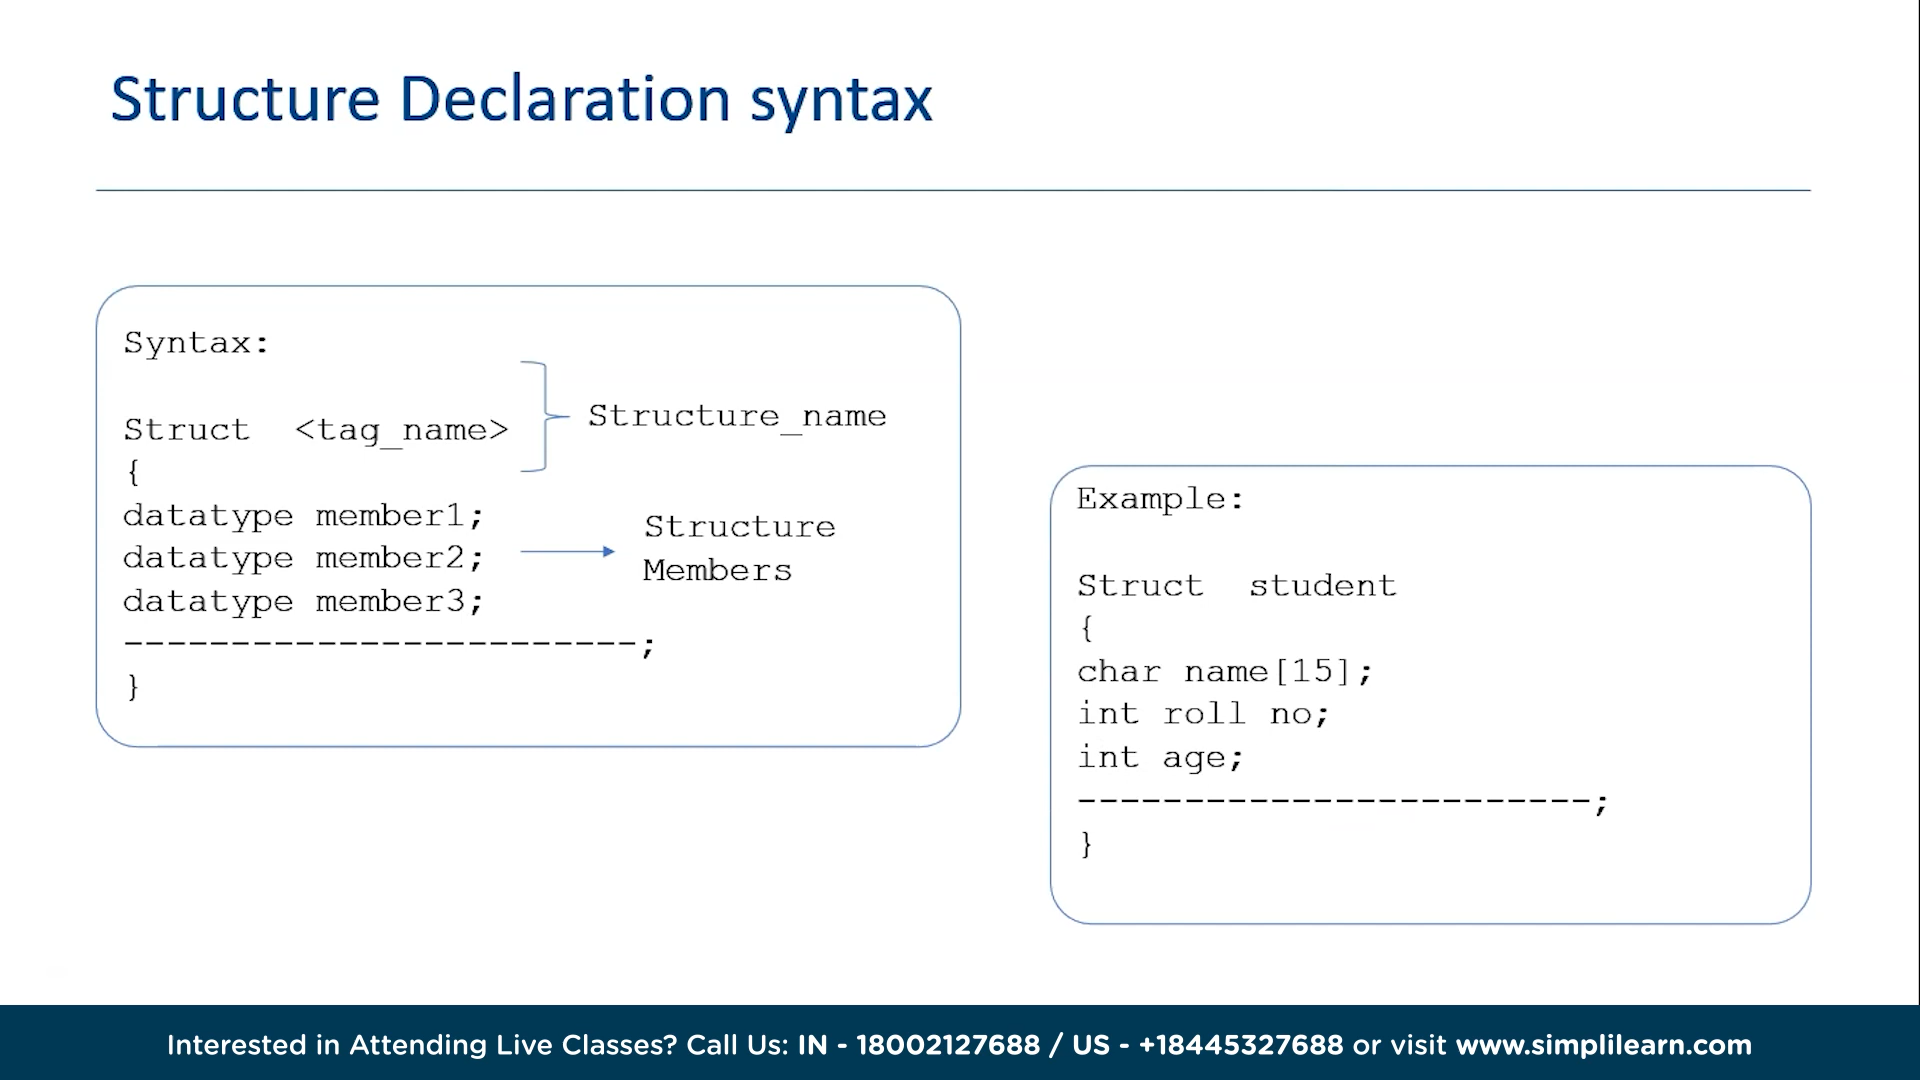 Structure Declaration syntax
Syntax:
Struct <tag_name>
{
datatype member1;
datatype member2;
datatype member3;
------------------------;
}
Structure_name
Structure
Members
Example:
Struct student
{
char name[15];
int roll no;
int age;
------------------------;
}
Interested in Attending Live Classes? Call Us: IN - 18002127688 / US - +18445327688 or visit www.simplilearn.com